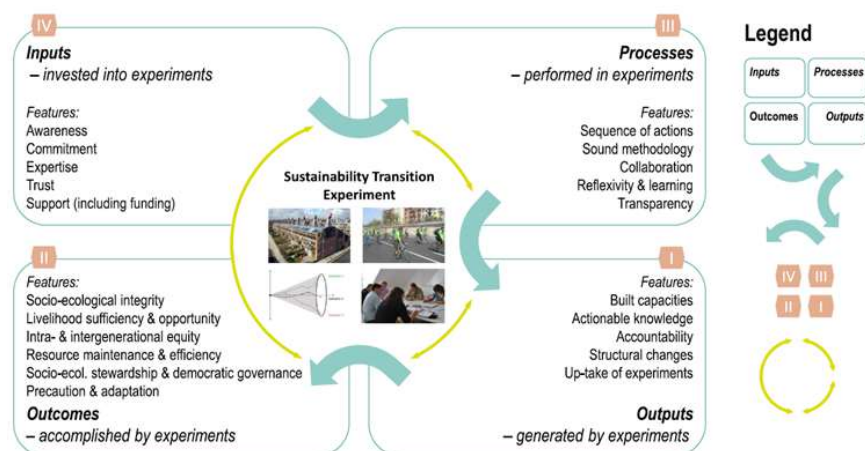 IV
Inputs
– invested into experiments
Features:
Awareness
Commitment
Expertise
Trust
Support (including funding)
III
Processes
– performed in experiments
Features:
Sequence of actions
Sound methodology
Collaboration
Reflexivity & learning
Transparency
Sustainability Transition
Experiment
II
Features:
Socio-ecological integrity
Livelihood sufficiency & opportunity
Intra- & intergenerational equity
Resource maintenance & efficiency
Socio-ecol. stewardship & democratic governance
Precaution & adaptation
Outcomes
– accomplished by experiments
I
Features:
Built capacities
Actionable knowledge
Accountability
Structural changes
Up-take of experiments
Outputs
– generated by experiments
Legend
Inputs
Processes
Outcomes
Outputs
IV
III
II
I